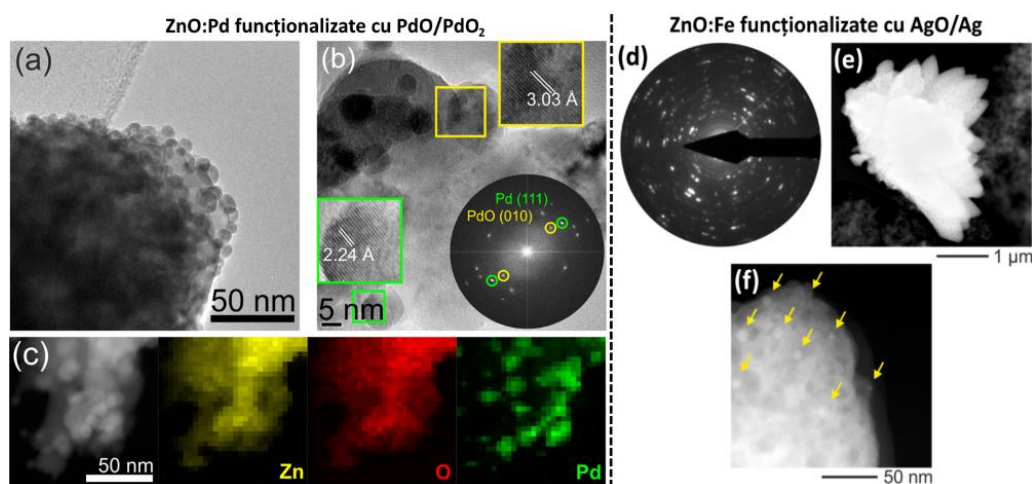 ZnO:Pd funcționalizate cu PdO/PdO₂
ZnO:Fe funcționalizate cu AgO/Ag
(a)
50 nm
(b)
3.03 Å
Pd (111)
PdO (010)
2.24 Å
5 nm
(c)
50 nm
Zn
O
Pd
(d)
(e)
1 µm
(f)
50 nm